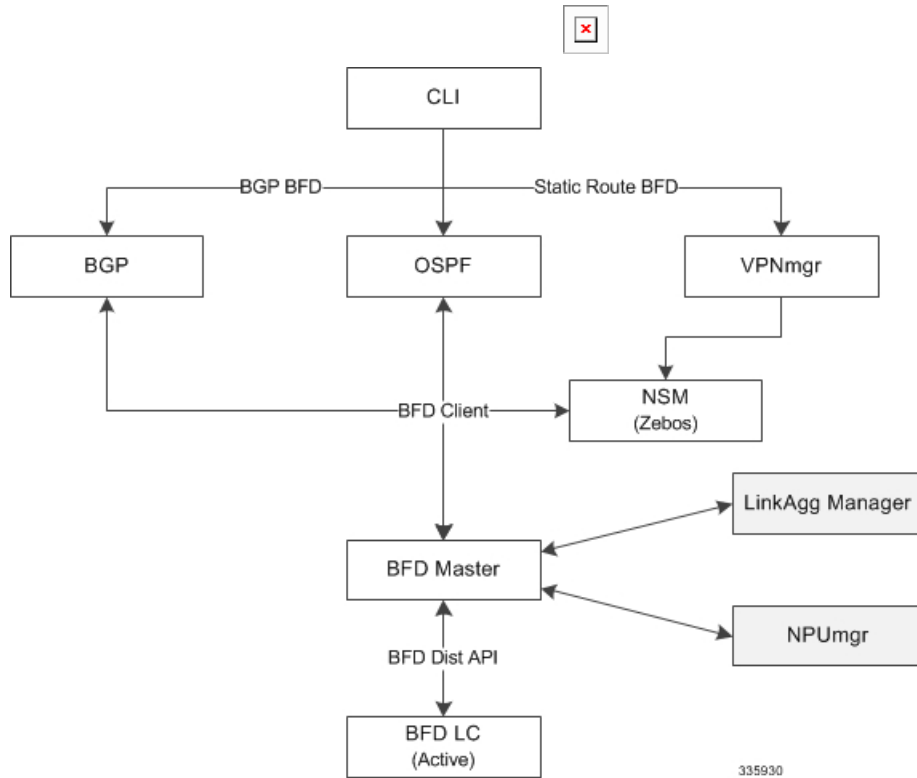 CLI
BGP BFD
Static Route BFD
BGP
OSPF
VPNmgr
NSM
(Zebos)
BFD Client
LinkAgg Manager
BFD Master
NPUmgr
BFD Dist API
BFD LC
(Active)
335930